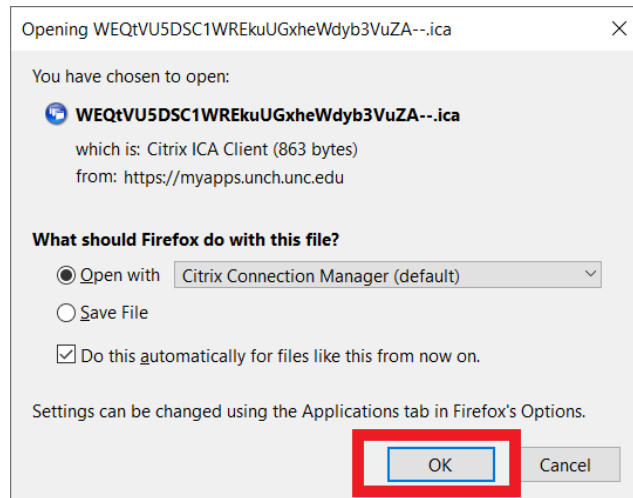 Opening WEQtVU5DSC1WREkuUGxheWdyb3VuZA--.ica
You have chosen to open:
WEQtVU5DSC1WREkuUGxheWdyb3VuZA--.ica
which is: Citrix ICA Client (863 bytes)
from: https://myapps.unch.unc.edu
What should Firefox do with this file?
Open with Citrix Connection Manager (default)
Save File
Do this automatically for files like this from now on.
Settings can be changed using the Applications tab in Firefox's Options.
OK Cancel